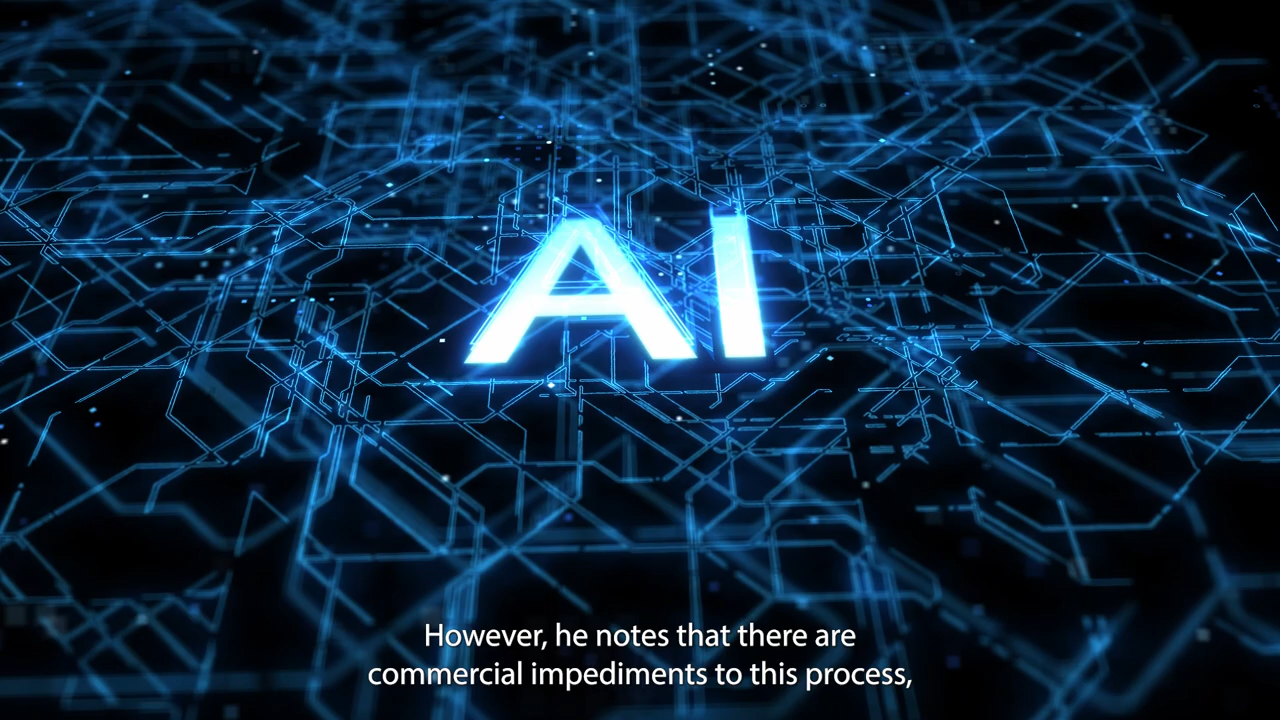 AI
However, he notes that there are
commercial impediments to this process,